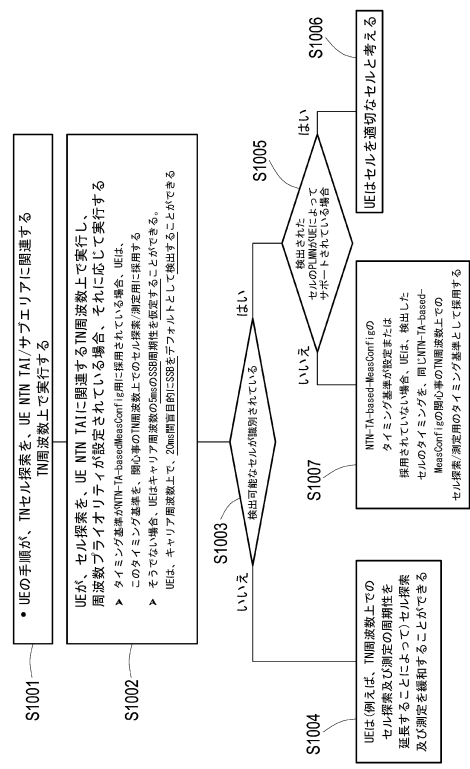 S1001
• UEの手順が、TNセル探索を、UE NTN TAI/サブエリアに関連する
TN周波数上で実行する
S1002
UEが、セル探索を、UE NTN TAIに関連するTN周波数上で実行し、
周波数プライオリティが設定されている場合、それに応じて実行する
➤ タイミング基準がNTN-TA-basedMeasConfig用に採用されている場合、UEは、
このタイミング基準を、関心事のTN周波数上でのセル探索/測定用に採用する
➤ そうでない場合、UEはキャリア周波数の5msのSSB周期性を仮定することができる。
UEは、キャリア周波数上で、20ms間盲目的にSSBをデフォルトとして検出することができる
S1003
検出可能なセルが識別されている
いいえ
はい
S1004
UEは(例えば、TN周波数上での
セル探索及び測定の周期性を
延長することによって)セル探索
及び測定を緩和することができる
S1005
検出された
セルのPLMNがUEによって
サポートされている場合
いいえ
はい
S1006
UEはセルを適切なセルと考える
S1007
NTN-TA-based-MeasConfigの
タイミング基準が設定または
採用されていない場合、UEは、検出した
セルのタイミングを、同じNTN-TA-based-
MeasConfigの関心事のTN周波数上での
セル探索/測定用のタイミング基準として採用する